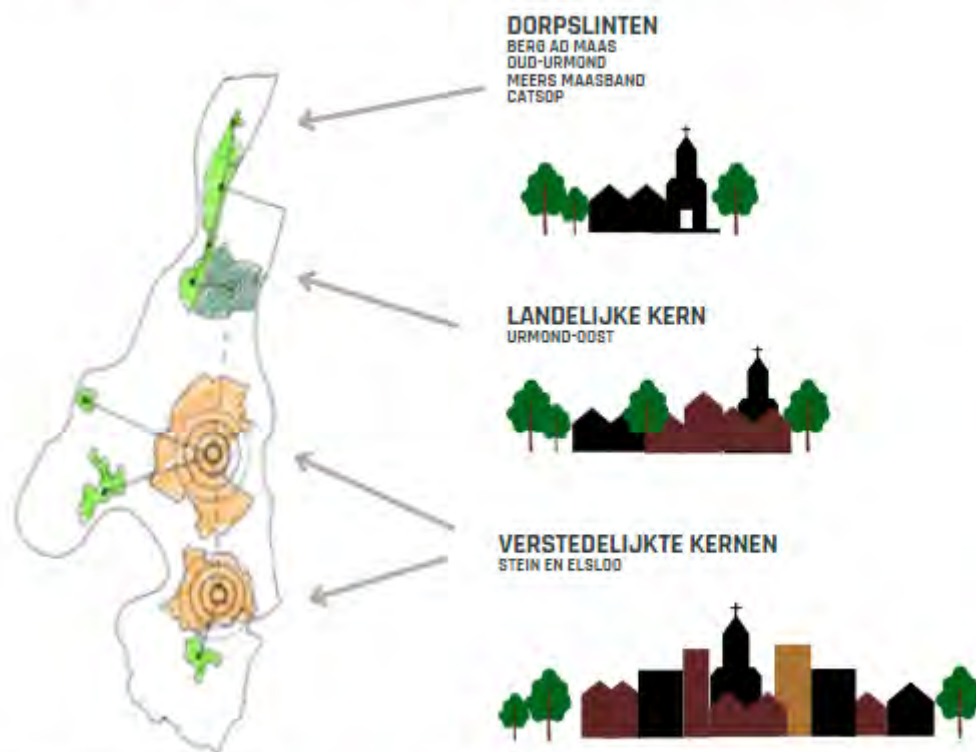 DORPSLINTEN
BERG AD MAAS
OUD-URMOND
MEERS MAASBAND
CATSOP
LANDELIJKE KERN
URMOND-OOST
VERSTEDELIJKTE KERNEN
STEIN EN ELSLOO